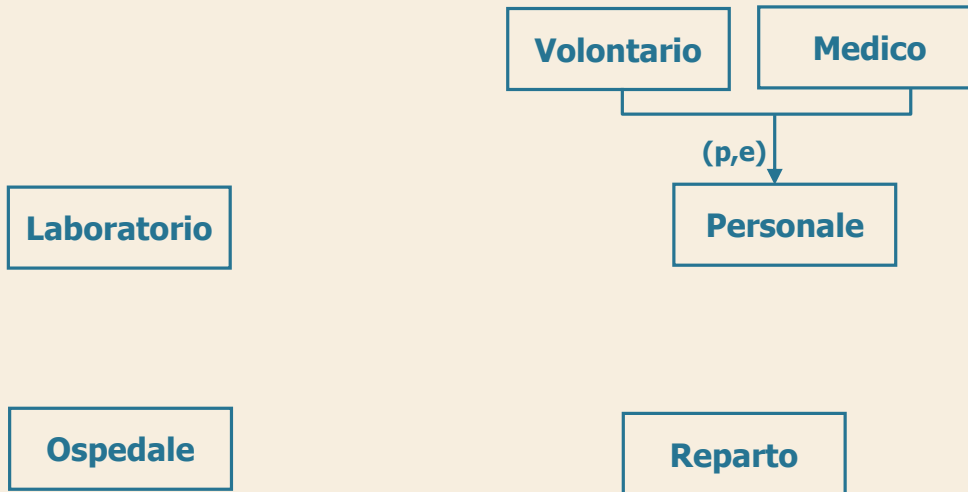 Volontario
Medico
(p,e)
Laboratorio
Personale
Ospedale
Reparto